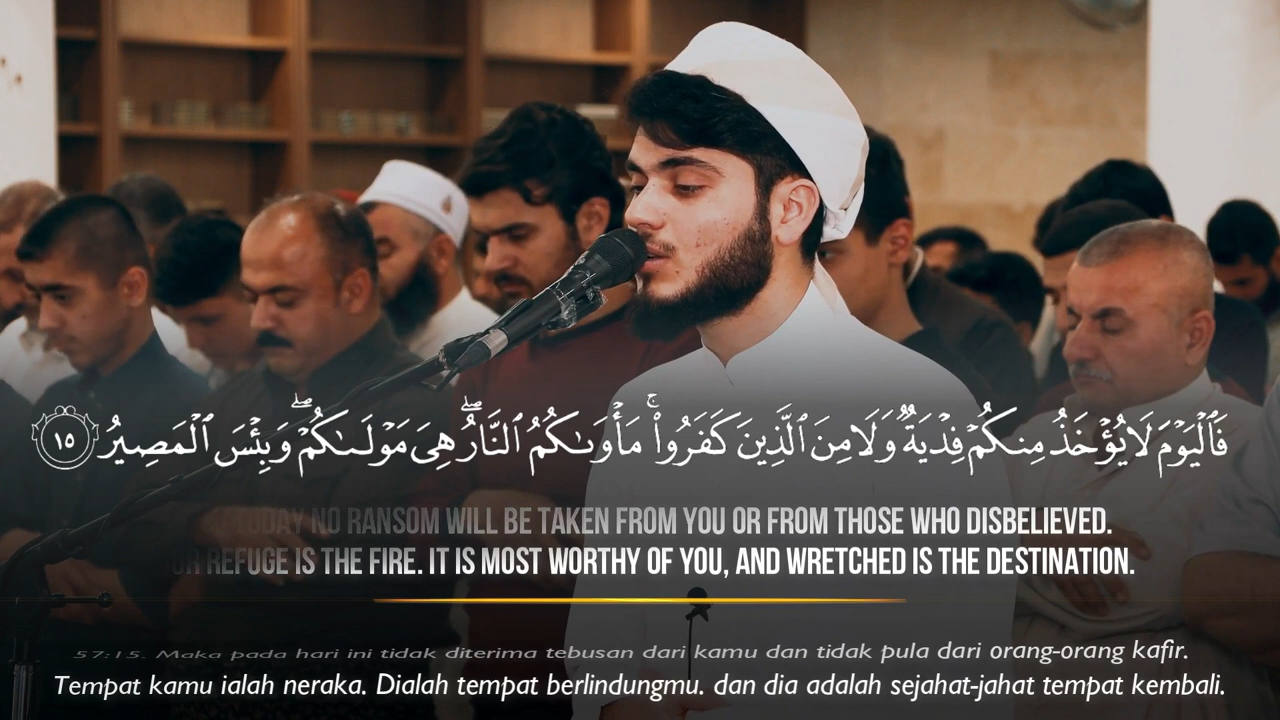 فَٱلۡيَوۡمَ لَا يُؤۡخَذُ مِنكُمۡ فِدۡيَةٞ وَلَا مِنَ ٱلَّذِينَ كَفَرُواْۚ مَأۡوَىٰكُمُ ٱلنَّارُۖ هِيَ مَوۡلَىٰكُمۡۖ وَبِئۡسَ ٱلۡمَصِيرُ ١٥
TODAY NO RANSOM WILL BE TAKEN FROM YOU OR FROM THOSE WHO DISBELIEVED.
REFUGE IS THE FIRE. IT IS MOST WORTHY OF YOU, AND WRETCHED IS THE DESTINATION.
57:15. Maka pada hari ini tidak diterima tebusan dari kamu dan tidak pula dari orang-orang kafir.
Tempat kamu ialah neraka. Dialah tempat berlindungmu. dan dia adalah sejahat-jahat tempat kembali.